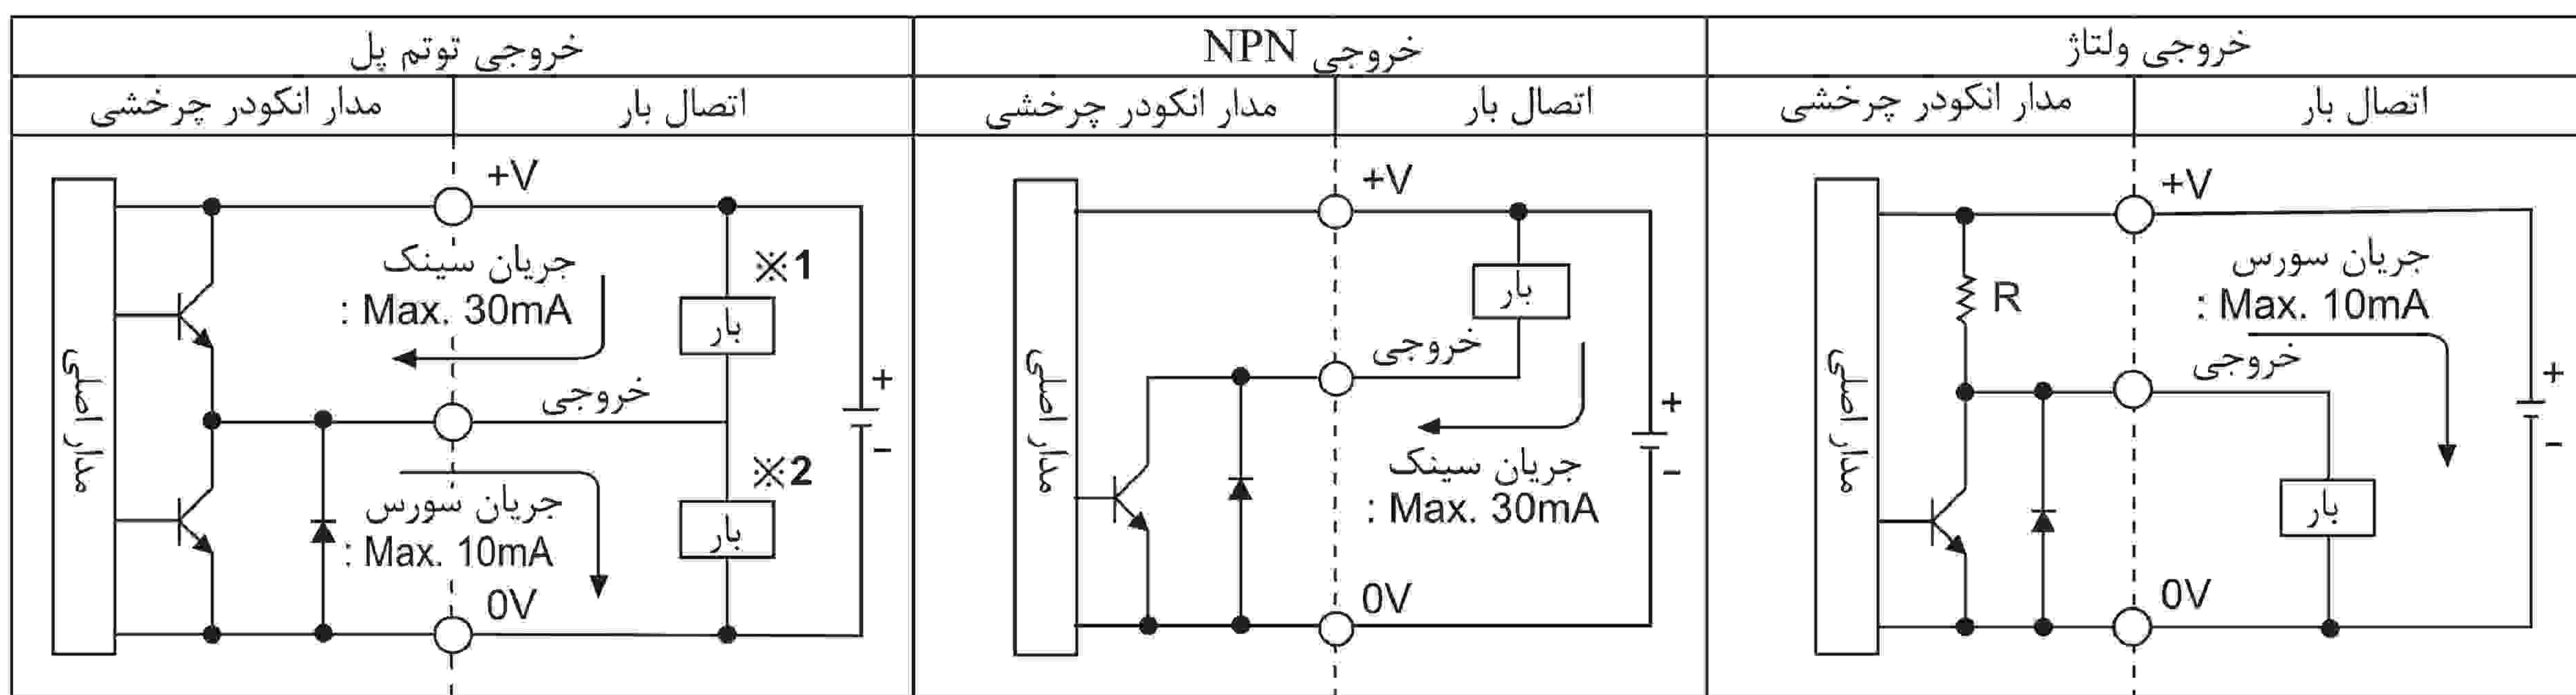 خروجی توتم پل
مدار انکودر چرخشی
اتصال بار
+V
جریان سینک
: Max. 30mA
※1
بار
مدار اصلی
خروجی
+
-
※2
جریان سورس
: Max. 10mA
بار
0V
خروجی NPN
مدار انکودر چرخشی
اتصال بار
+V
بار
خروجی
مدار اصلی
+
-
جریان سینک
: Max. 30mA
0V
خروجی ولتاژ
مدار انکودر چرخشی
اتصال بار
+V
جریان سورس
: Max. 10mA
R
خروجی
مدار اصلی
+
-
بار
0V